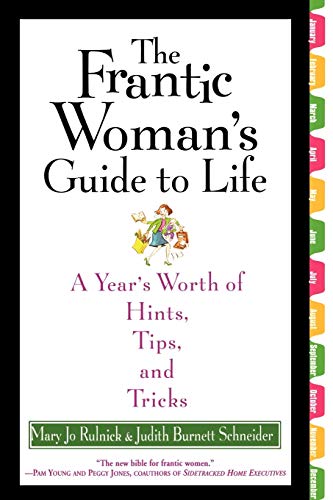 The
Frantic
Woman's
Guide to Life
A Year's Worth of
Hints,
Tips,
and
Tricks
Mary Jo Rulnick & Judith Burnett Schneider
"The new bible for frantic women."
—PAM YOUNG AND PEGGY JONES, COAUTHORS OF SIDETRACKED HOME EXECUTIVES
January
February
March
April
May
June
July
August
September
October
November
December